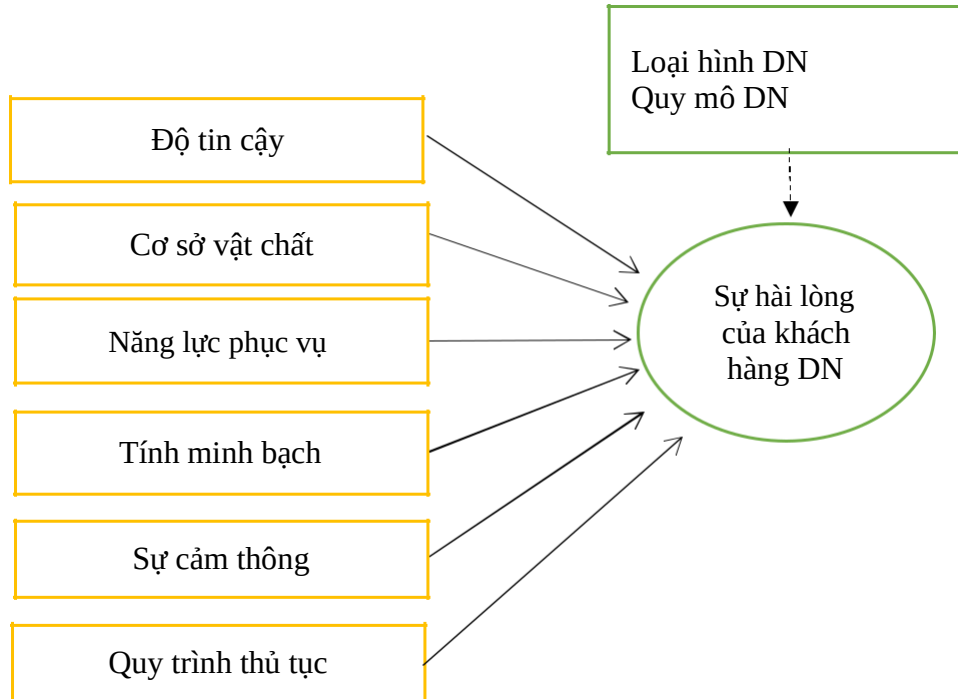 Loại hình DN
Quy mô DN
Độ tin cậy
Cơ sở vật chất
Năng lực phục vụ
Tính minh bạch
Sự cảm thông
Quy trình thủ tục
Sự hài lòng
của khách
hàng DN